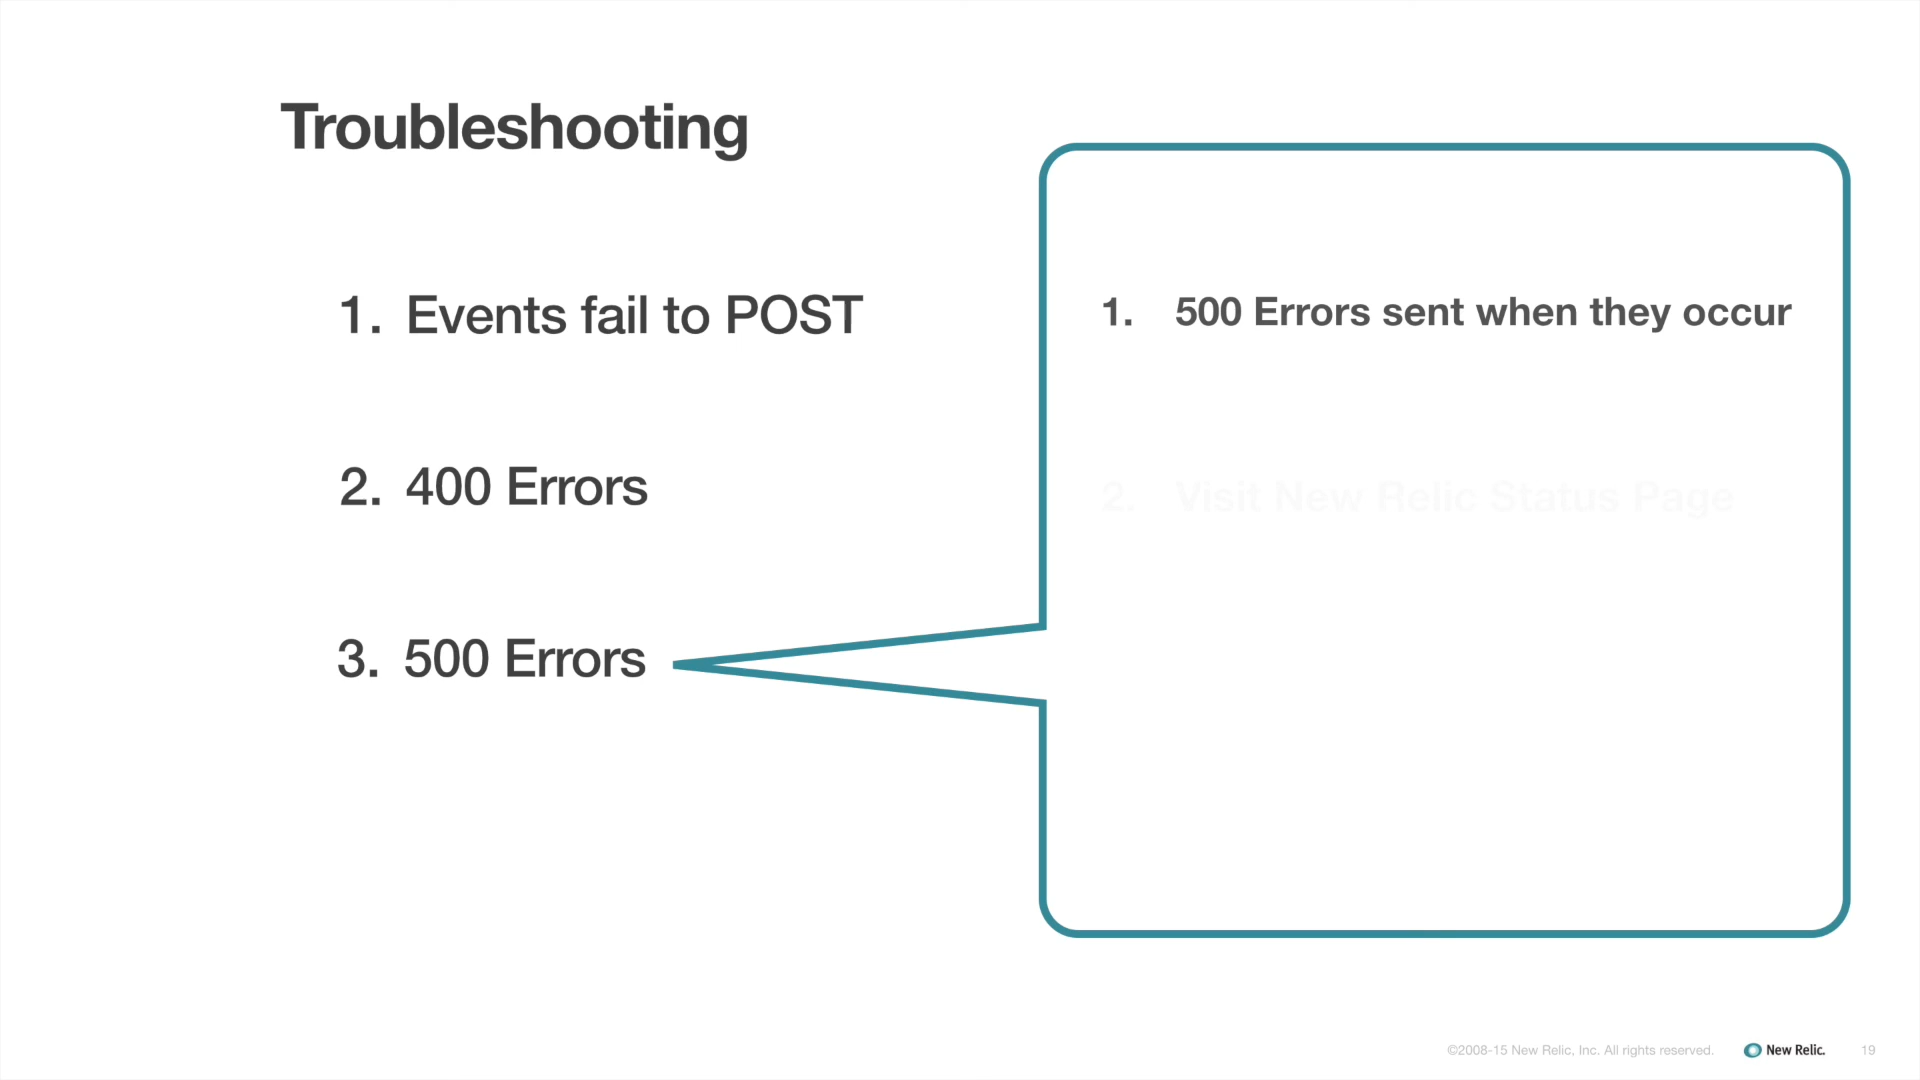 Troubleshooting
1. Events fail to POST
2. 400 Errors
3. 500 Errors
1. 500 Errors sent when they occur
2. Visit New Relic Status Page
©2008-15 New Relic, Inc. All rights reserved.
New Relic.
19